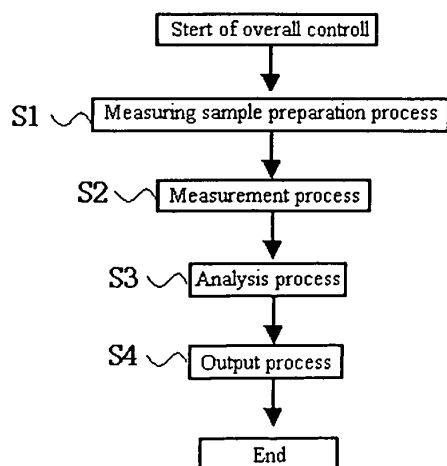 Stert of overall controll
S1 Measuring sample preparation process
S2 Measurement process
S3 Analysis process
S4 Output process
End